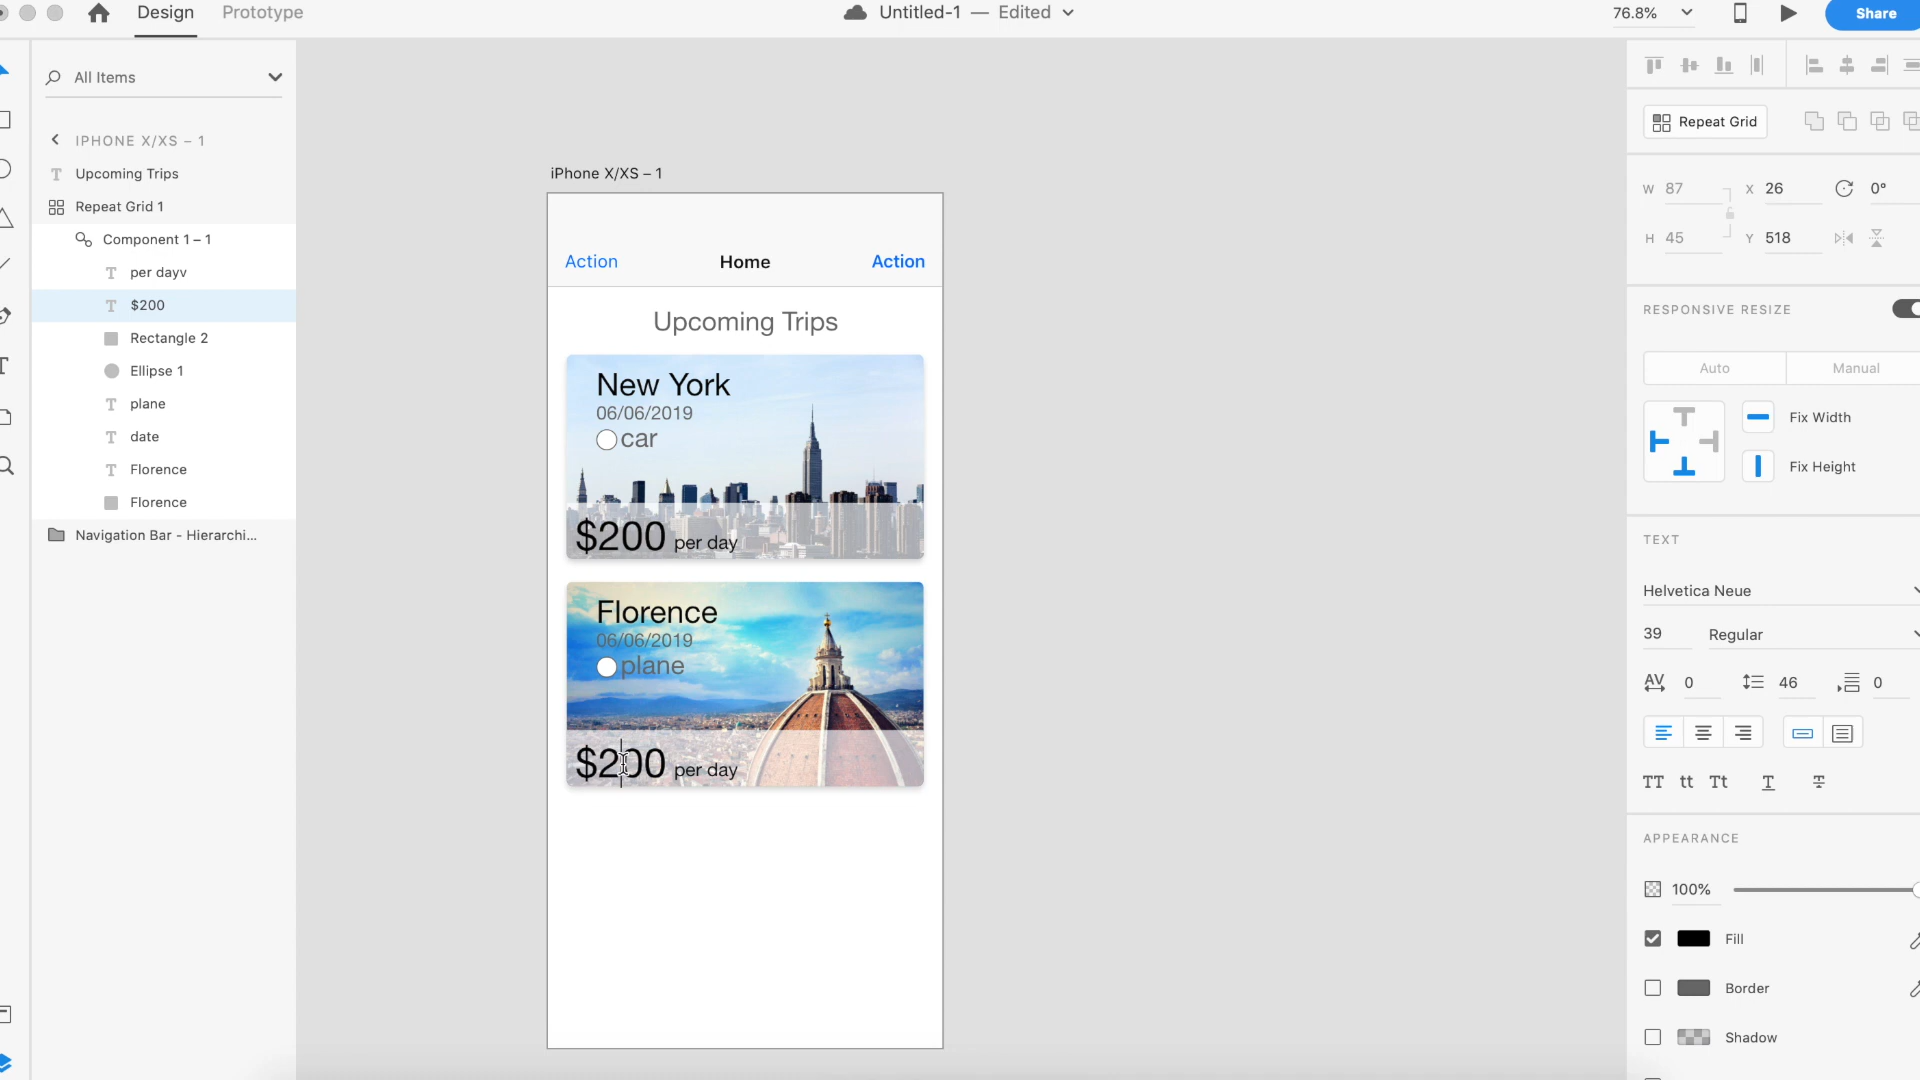 Design Prototype Untitled-1 — Edited 76.8% Share
All Items
IPHONE X/XS – 1
Upcoming Trips
Repeat Grid 1
Component 1 – 1
per dayv
$200
Rectangle 2
Ellipse 1
plane
date
Florence
Florence
Navigation Bar - Hierarchi...
iPhone X/XS – 1
Action Home Action
Upcoming Trips
New York
06/06/2019
car
$200 per day
Florence
06/06/2019
plane
$200 per day
Repeat Grid
W 87 X 26 0°
H 45 Y 518
RESPONSIVE RESIZE
Auto Manual
Fix Width
Fix Height
TEXT
Helvetica Neue
39 Regular
AV 0 46 0
TT tt Tt T T
APPEARANCE
100%
Fill
Border
Shadow